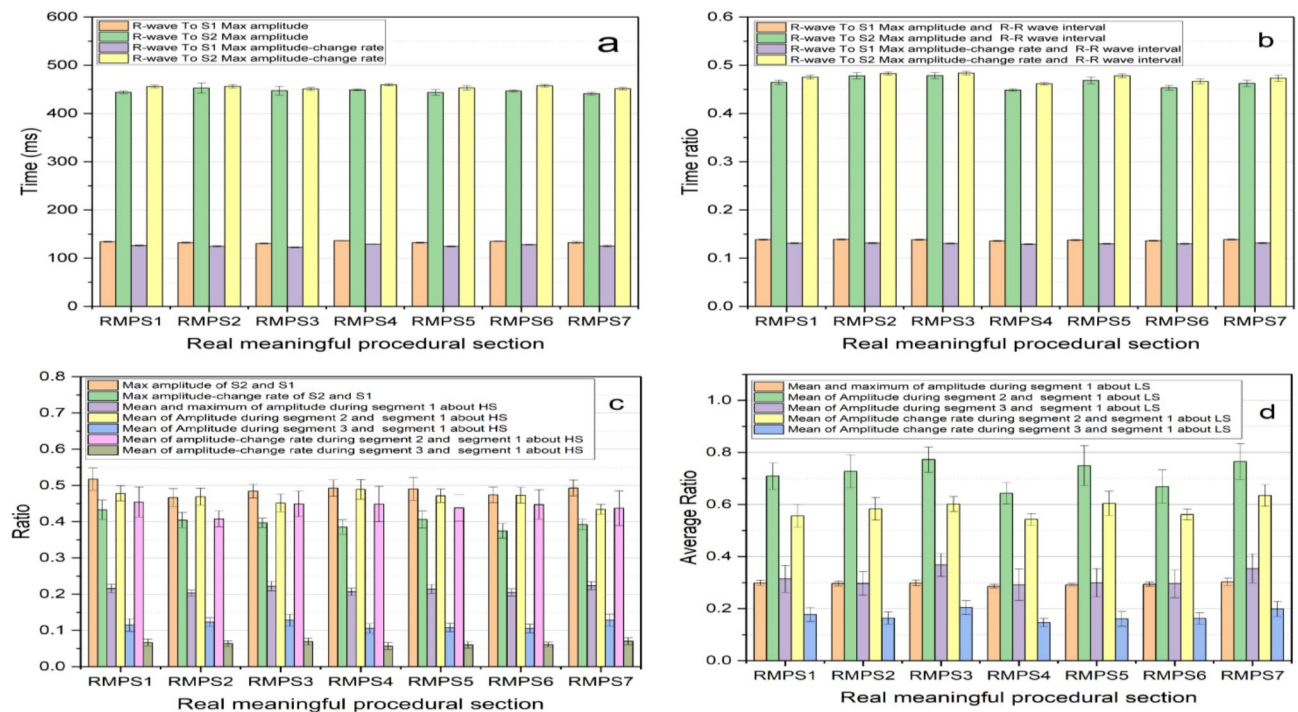 a
R-wave To S1 Max amplitude
R-wave To S2 Max amplitude
R-wave To S1 Max amplitude-change rate
R-wave To S2 Max amplitude-change rate
600
500
400
300
200
100
0
Time (ms)
RMPS1 RMPS2 RMPS3 RMPS4 RMPS5 RMPS6 RMPS7
Real meaningful procedural section
b
R-wave To S1 Max amplitude and R-R wave interval
R-wave To S2 Max amplitude and R-R wave interval
R-wave To S1 Max amplitude-change rate and R-R wave interval
R-wave To S2 Max amplitude-change rate and R-R wave interval
0.6
0.5
0.4
0.3
0.2
0.1
0.0
Time ratio
RMPS1 RMPS2 RMPS3 RMPS4 RMPS5 RMPS6 RMPS7
Real meaningful procedural section
c
Max amplitude of S2 and S1
Max amplitude-change rate of S2 and S1
Mean and maximum of amplitude during segment 1 about HS
Mean of Amplitude during segment 2 and segment 1 about HS
Mean of Amplitude during segment 3 and segment 1 about HS
Mean of amplitude-change rate during segment 2 and segment 1 about HS
Mean of amplitude-change rate during segment 3 and segment 1 about HS
0.8
0.7
0.6
0.5
0.4
0.3
0.2
0.1
0.0
Ratio
RMPS1 RMPS2 RMPS3 RMPS4 RMPS5 RMPS6 RMPS7
Real meaningful procedural section
d
Mean and maximum of amplitude during segment 1 about LS
Mean of Amplitude during segment 2 and segment 1 about LS
Mean of Amplitude during segment 3 and segment 1 about LS
Mean of Amplitude change rate during segment 2 and segment 1 about LS
Mean of Amplitude change rate during segment 3 and segment 1 about LS
1.0
0.8
0.6
0.4
0.2
0.0
Average Ratio
RMPS1 RMPS2 RMPS3 RMPS4 RMPS5 RMPS6 RMPS7
Real meaningful procedural section